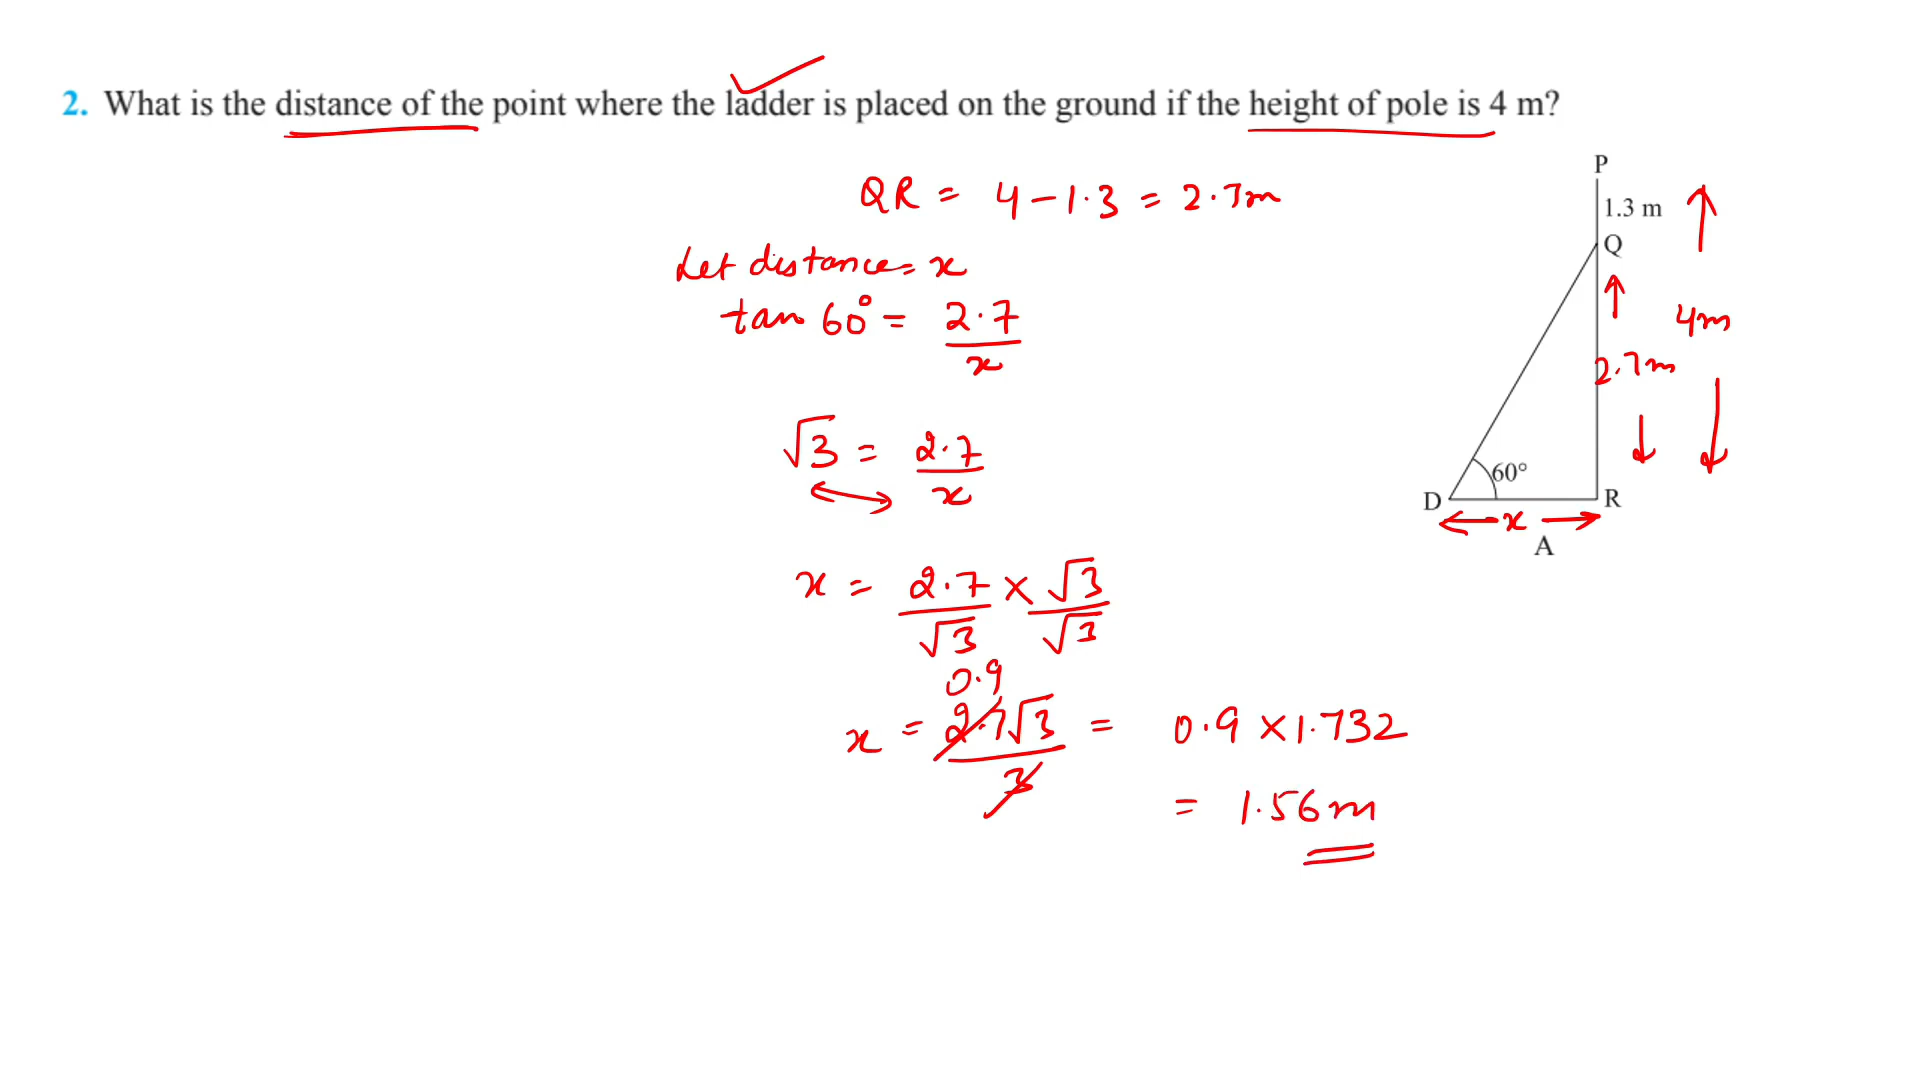 2. What is the distance of the point where the ladder is placed on the ground if the height of pole is 4 m?
QR = 4 - 1.3 = 2.7m
Let distance = x
tan 60° = 2.7/x
√3 = 2.7/x
x = 2.7/√3 × √3/√3
0.9
x = 2.7√3/3 = 0.9 × 1.732
= 1.56m
P
1.3 m
Q
4m
2.7m
60°
D
R
x
A